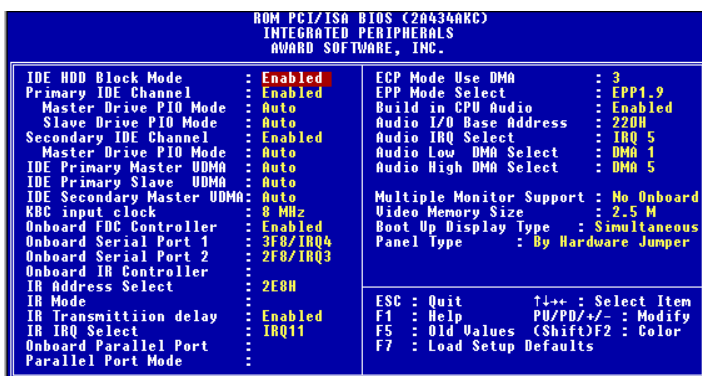 ROM PCI/ISA BIOS (2A434AKC)
INTEGRATED PERIPHERALS
AWARD SOFTWARE, INC.
IDE HDD Block Mode : Enabled
Primary IDE Channel : Enabled
Master Drive PIO Mode : Auto
Slave Drive PIO Mode : Auto
Secondary IDE Channel : Enabled
Master Drive PIO Mode : Auto
IDE Primary Master UDMA : Auto
IDE Primary Slave UDMA : Auto
IDE Secondary Master UDMA: Auto
KBC input clock : 8 MHz
Onboard FDC Controller : Enabled
Onboard Serial Port 1 : 3F8/IRQ4
Onboard Serial Port 2 : 2F8/IRQ3
Onboard IR Controller :
IR Address Select : 2E8H
IR Mode :
IR Transmittiion delay : Enabled
IR IRQ Select : IRQ11
Onboard Parallel Port :
Parallel Port Mode :
ECP Mode Use DMA : 3
EPP Mode Select : EPP1.9
Build in CPU Audio : Enabled
Audio I/O Base Address : 220H
Audio IRQ Select : IRQ 5
Audio Low DMA Select : DMA 1
Audio High DMA Select : DMA 5
Multiple Monitor Support : No Onboard
Video Memory Size : 2.5 M
Boot Up Display Type : Simultaneous
Panel Type : By Hardware Jumper
ESC : Quit ↑↓→← : Select Item
F1 : Help PU/PD/+/- : Modify
F5 : Old Values (Shift)F2 : Color
F7 : Load Setup Defaults